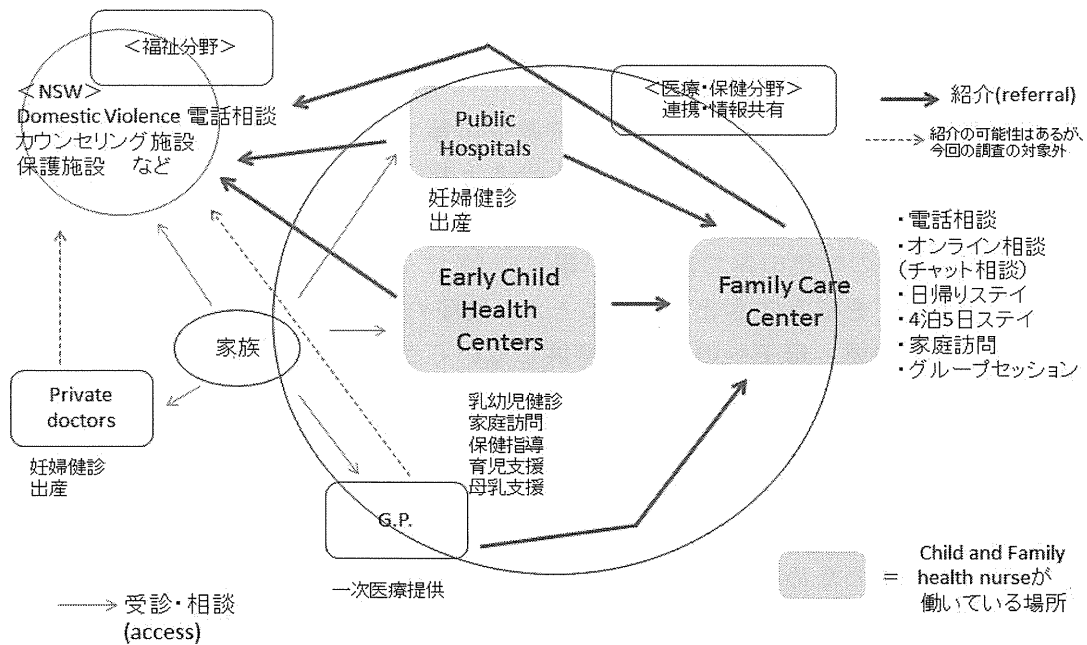 <福祉分野>
<NSW>
Domestic Violence 電話相談
カウンセリング施設
保護施設 など
Public
Hospitals
妊婦健診
出産
<医療・保健分野>
連携・情報共有
紹介(referral)
紹介の可能性はあるが、
今回の調査の対象外
Early Child
Health
Centers
乳幼児健診
家庭訪問
保健指導
育児支援
母乳支援
Family Care
Center
・電話相談
・オンライン相談
(チャット相談)
・日帰りステイ
・4泊5日ステイ
・家庭訪問
・グループセッション
家族
Private
doctors
妊婦健診
出産
G.P.
一次医療提供
受診・相談
(access)
= Child and Family
health nurseが
働いている場所